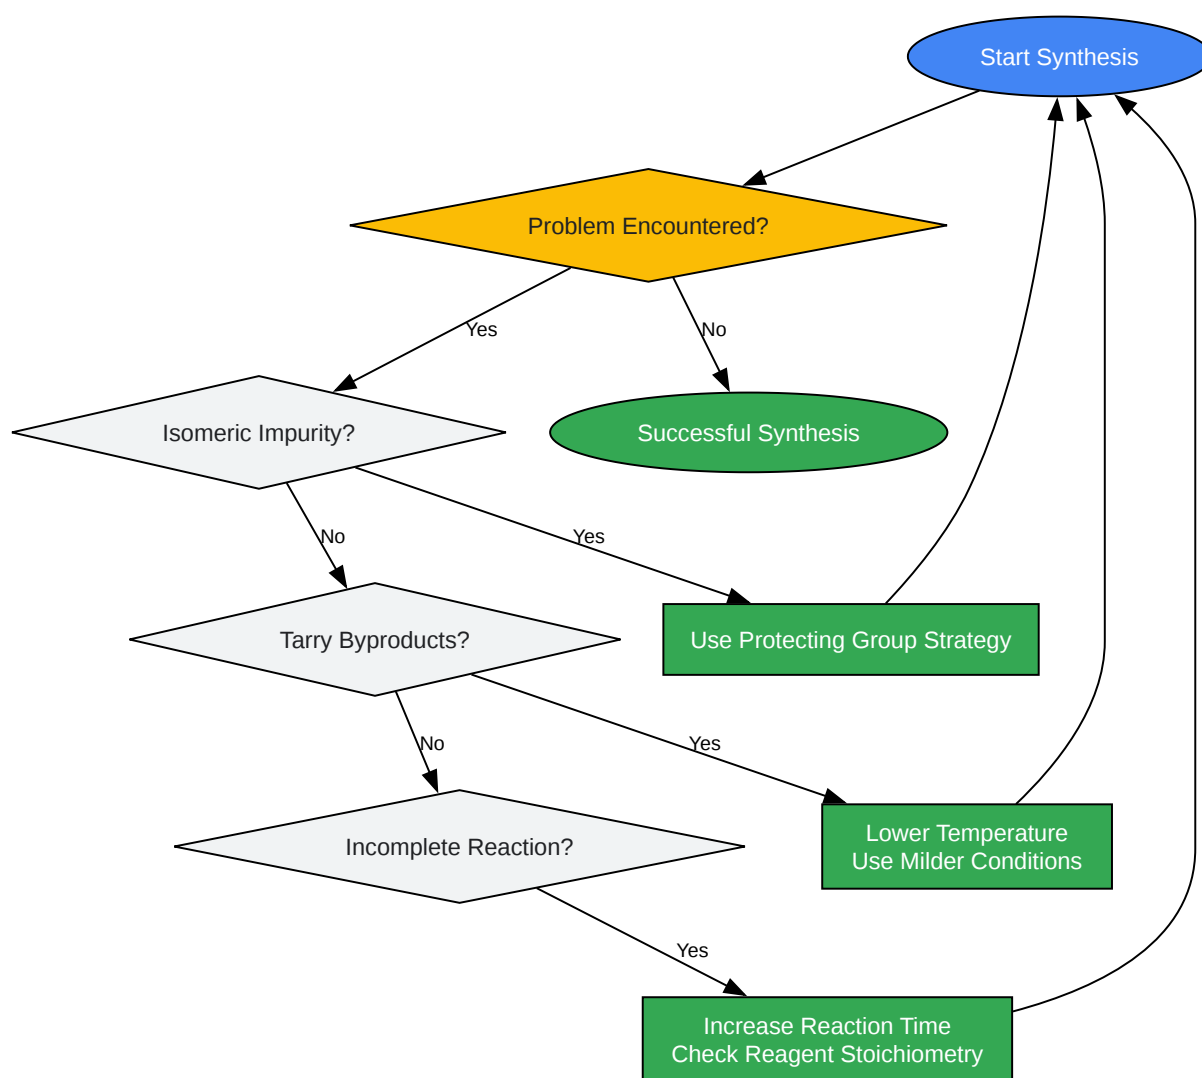 Start Synthesis
Problem Encountered?
Yes
No
Isomeric Impurity?
Successful Synthesis
No
Yes
Tarry Byproducts?
Use Protecting Group Strategy
No
Yes
Incomplete Reaction?
Lower Temperature
Use Milder Conditions
Yes
Increase Reaction Time
Check Reagent Stoichiometry